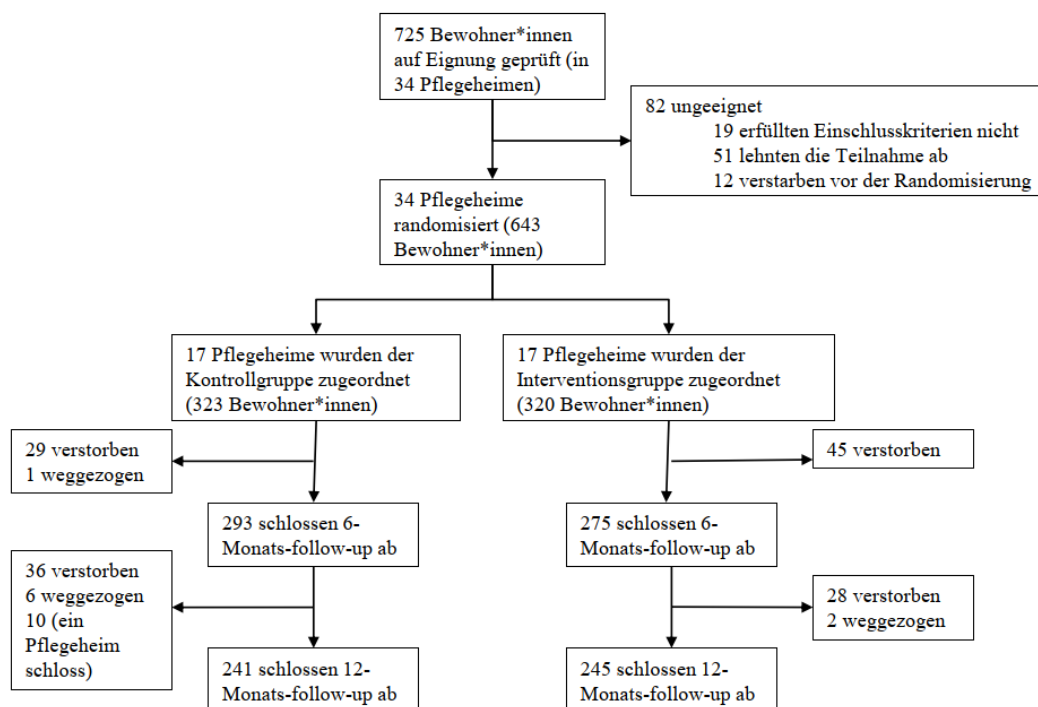 725 Bewohner*innen
auf Eignung geprüft (in
34 Pflegeheimen)
82 ungeeignet
19 erfüllten Einschlusskriterien nicht
51 lehnten die Teilnahme ab
12 verstarben vor der Randomisierung
34 Pflegeheime
randomisiert (643
Bewohner*innen)
17 Pflegeheime wurden der
Kontrollgruppe zugeordnet
(323 Bewohner*innen)
17 Pflegeheime wurden der
Interventionsgruppe zugeordnet
(320 Bewohner*innen)
29 verstorben
1 weggezogen
45 verstorben
293 schlossen 6-
Monats-follow-up ab
275 schlossen 6-
Monats-follow-up ab
36 verstorben
6 weggezogen
10 (ein
Pflegeheim
schloss)
28 verstorben
2 weggezogen
241 schlossen 12-
Monats-follow-up ab
245 schlossen 12-
Monats-follow-up ab